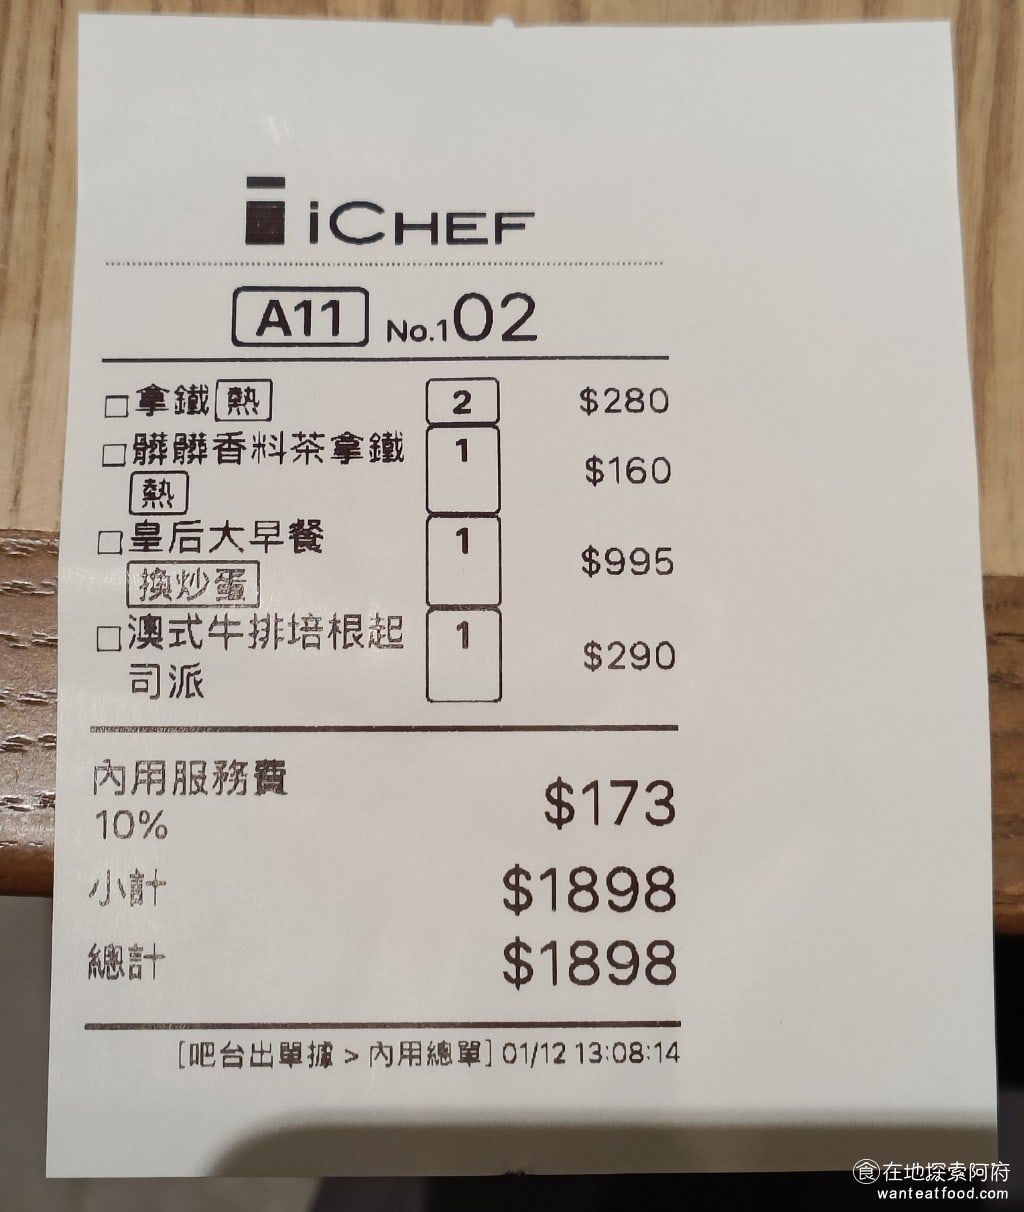 iCHEF
A11 No.102
拿鐵 熱 2 $280
髒髒香料茶拿鐵 1 $160
熱
皇后大早餐 1 $995
換炒蛋
澳式牛排培根起 1 $290
司派
內用服務費 $173
10%
小計 $1898
總計 $1898
[吧台出單據 > 內用總單] 01/12 13:08:14
食 在地探索阿府
wanteatfood.com